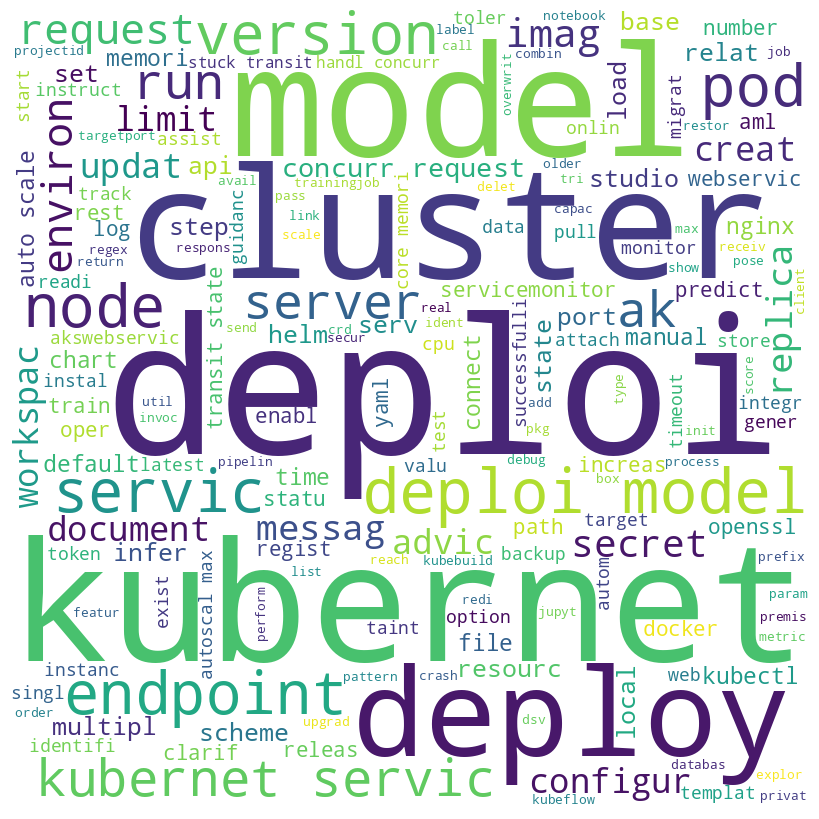 request
version
toler
label
notebook
call
combin
imag
base
number
projectid
memori
stuck transit
handl concurr
relat
job
set
run
model
overwrit
load
migrat
pod
start
instruct
limit
onlin
restor
aml
targetport
assist
environ
updat
api
concurr request
older
tri
creat
auto scale
avail
pass
trainingjob
delet
studio
webservic
track
cluster
rest
log
step
guidanc
link
core memori
data
capac
pull
max
nginx
regex
return
respons
scale
monitor
show
pose
receiv
client
readi
node
transit state
server
servicemonitor
predict
real
akswebservic
send
helm
crd
serv
secur
ident
cpu
ak
port
attach
manual
replica
store
successfulli
state
chart
connect
timeout
score
workspac
instal
util
yaml
add
type
integr
train
invoc
enabl
deploi
test
pkg
init
gener
oper
default
latest
pipelin
time
valu
debug
increas
process
box
servic
statu
deploi model
document
messag
advic
path
target
secret
openssl
token
infer
regist
kubebuild
backup
autom
prefix
list
reach
kubernet
exist
featur
autoscal max
perform
redi
option
jupyt
param
premis
taint
file
docker
metric
instanc
pattern
crash
resourc
web
kubectl
singl
endpoint
order
multipl
scheme
upgrad
deploy
dsv
local
identifi
clarif
releas
databas
kubernet servic
configur
explor
templat
privat
kubeflow